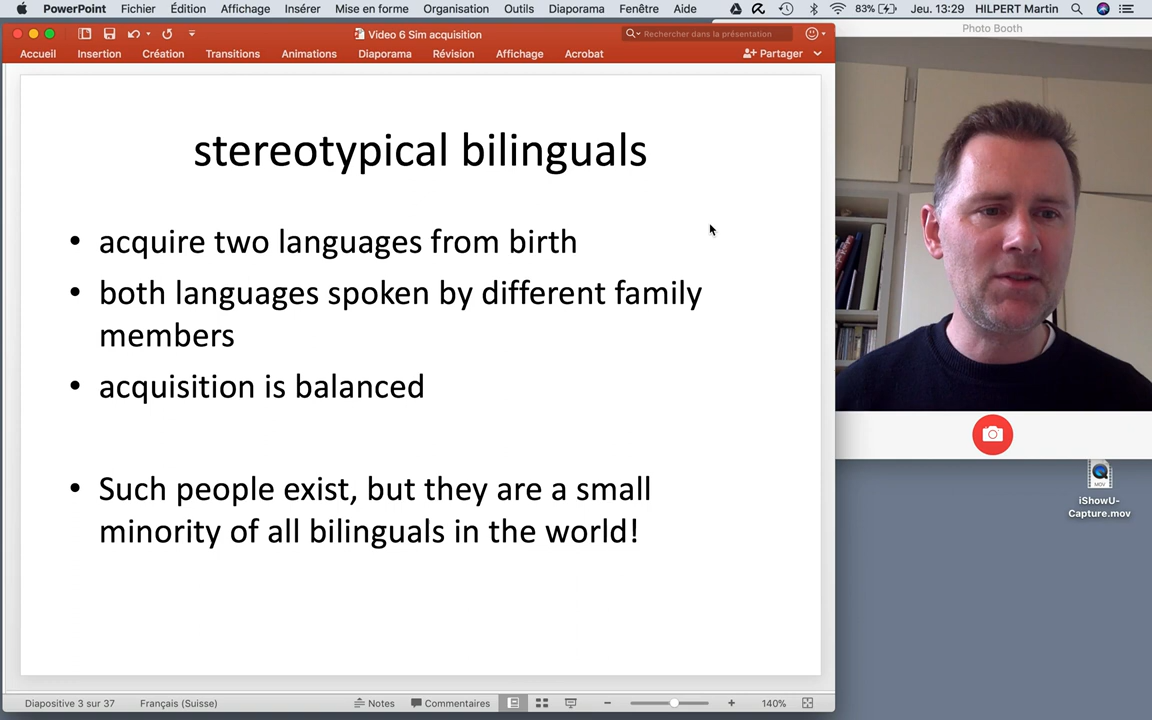 PowerPoint Fichier Édition Affichage Insérer Mise en forme Organisation Outils Diaporama Fenêtre Aide 83% Jeu. 13:29 HILPERT Martin
Photo Booth
Video 6 Sim acquisition
Rechercher dans la présentation
Accueil Insertion Création Transitions Animations Diaporama Révision Affichage Acrobat Partager
stereotypical bilinguals
• acquire two languages from birth
• both languages spoken by different family
members
• acquisition is balanced
• Such people exist, but they are a small
minority of all bilinguals in the world!
MOV
iShowU-
Capture.mov
Diapositive 3 sur 37 Français (Suisse) Notes Commentaires 140%